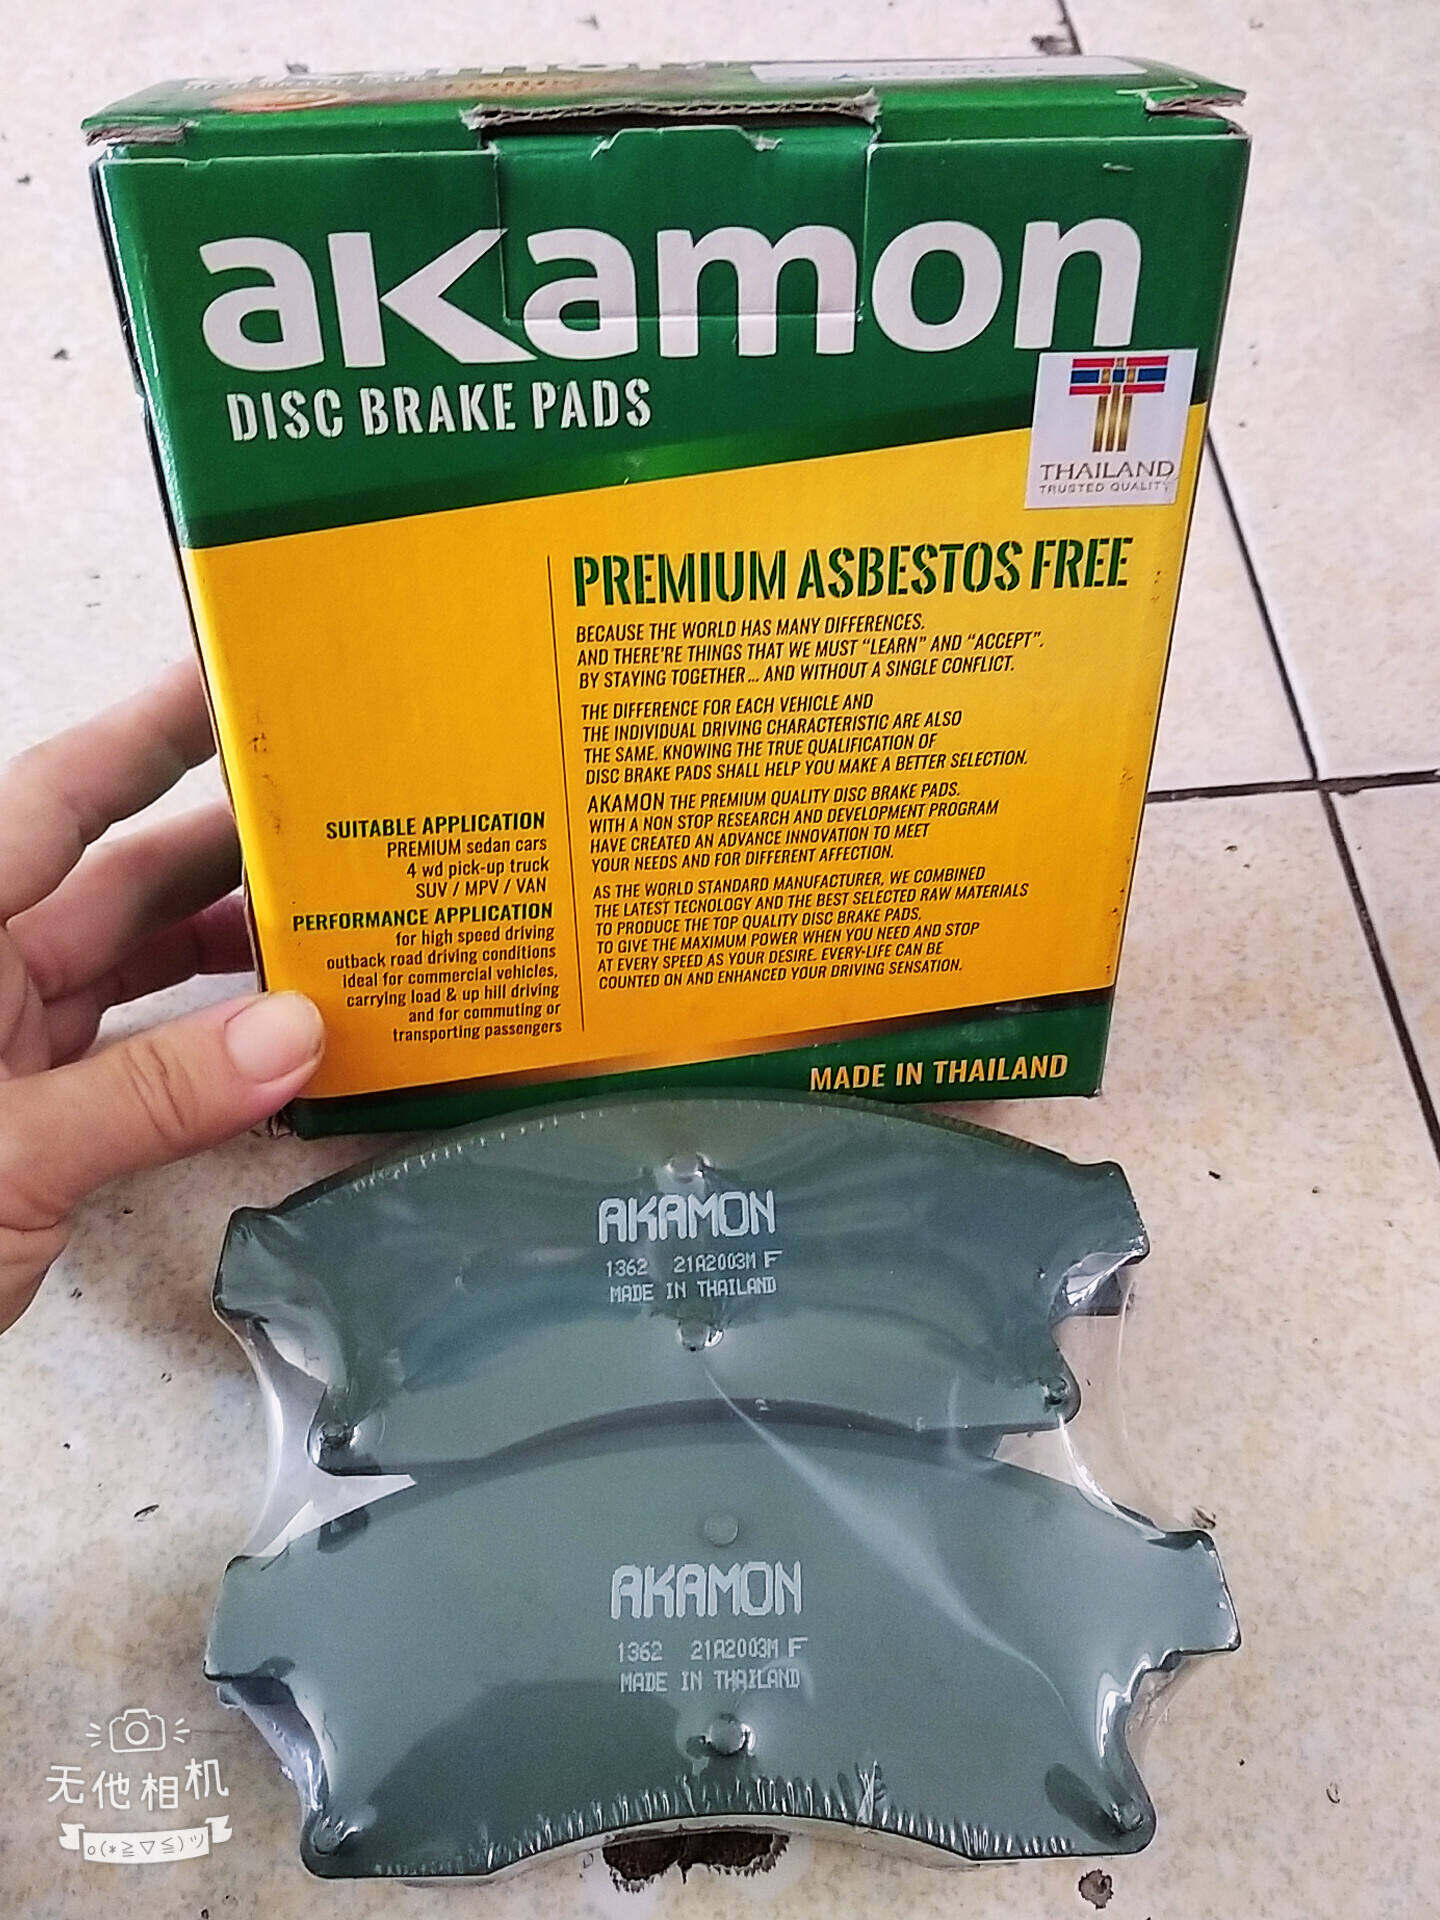 akamon
DISC BRAKE PADS
THAILAND
TRUSTED QUALITY
PREMIUM ASBESTOS FREE
BECAUSE THE WORLD HAS MANY DIFFERENCES.
AND THERE'RE THINGS THAT WE MUST “LEARN” AND “ACCEPT”.
BY STAYING TOGETHER... AND WITHOUT A SINGLE CONFLICT.
THE DIFFERENCE FOR EACH VEHICLE AND
THE INDIVIDUAL DRIVING CHARACTERISTIC ARE ALSO
THE SAME. KNOWING THE TRUE QUALIFICATION OF
DISC BRAKE PADS SHALL HELP YOU MAKE A BETTER SELECTION.
AKAMON THE PREMIUM QUALITY DISC BRAKE PADS.
WITH A NON STOP RESEARCH AND DEVELOPMENT PROGRAM
HAVE CREATED AN ADVANCE INNOVATION TO MEET
YOUR NEEDS AND FOR DIFFERENT AFFECTION.
AS THE WORLD STANDARD MANUFACTURER, WE COMBINED
THE LATEST TECNOLOGY AND THE BEST SELECTED RAW MATERIALS
TO PRODUCE THE TOP QUALITY DISC BRAKE PADS,
TO GIVE THE MAXIMUM POWER WHEN YOU NEED AND STOP
AT EVERY SPEED AS YOUR DESIRE. EVERY-LIFE CAN BE
COUNTED ON AND ENHANCED YOUR DRIVING SENSATION.
SUITABLE APPLICATION
PREMIUM sedan cars
4 wd pick-up truck
SUV / MPV / VAN
PERFORMANCE APPLICATION
for high speed driving
outback road driving conditions
ideal for commercial vehicles,
carrying load & up hill driving
and for commuting or
transporting passengers
MADE IN THAILAND
AKAMON
1362 21A2003M F
MADE IN THAILAND
AKAMON
1362 21A2003M F
MADE IN THAILAND
无他相机
o(*≧▽≦)ツ